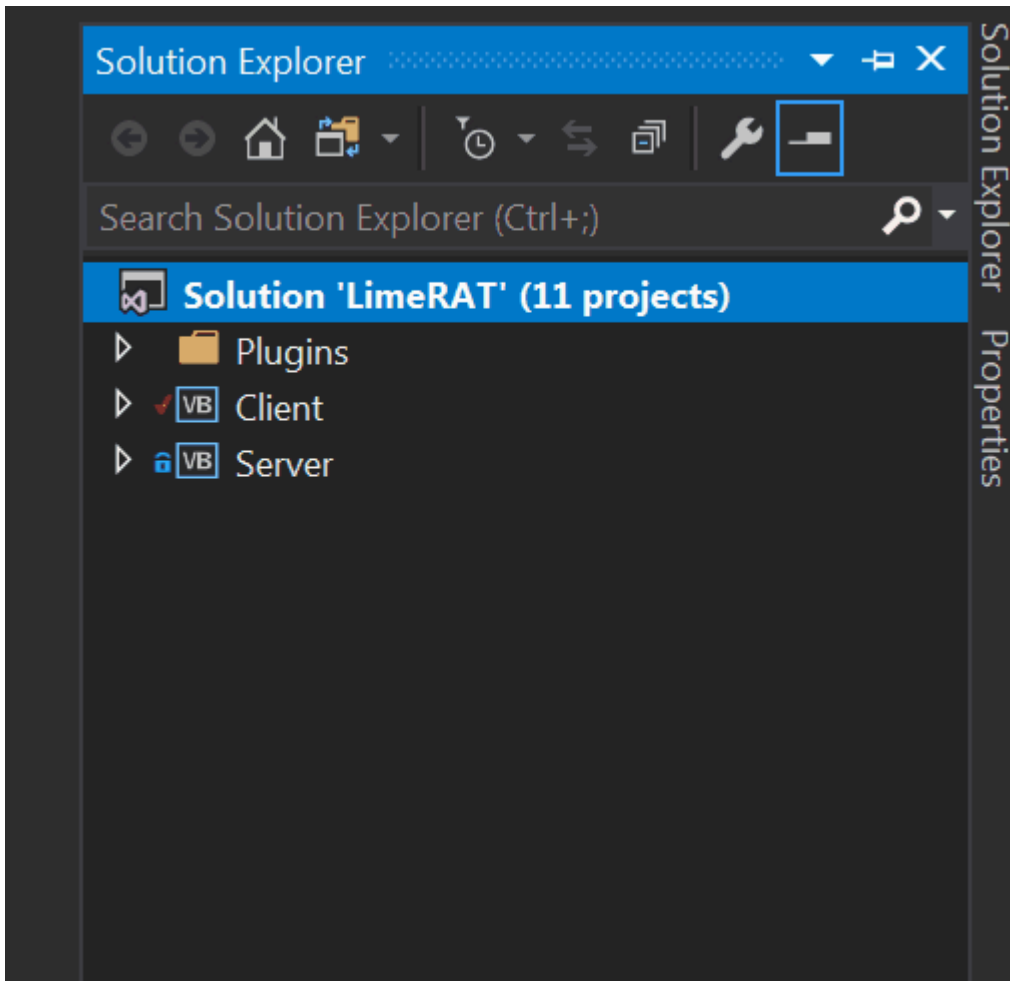 Solution Explorer
Search Solution Explorer (Ctrl+;)
Solution 'LimeRAT' (11 projects)
Plugins
VB Client
VB Server
Solution Explorer
Properties